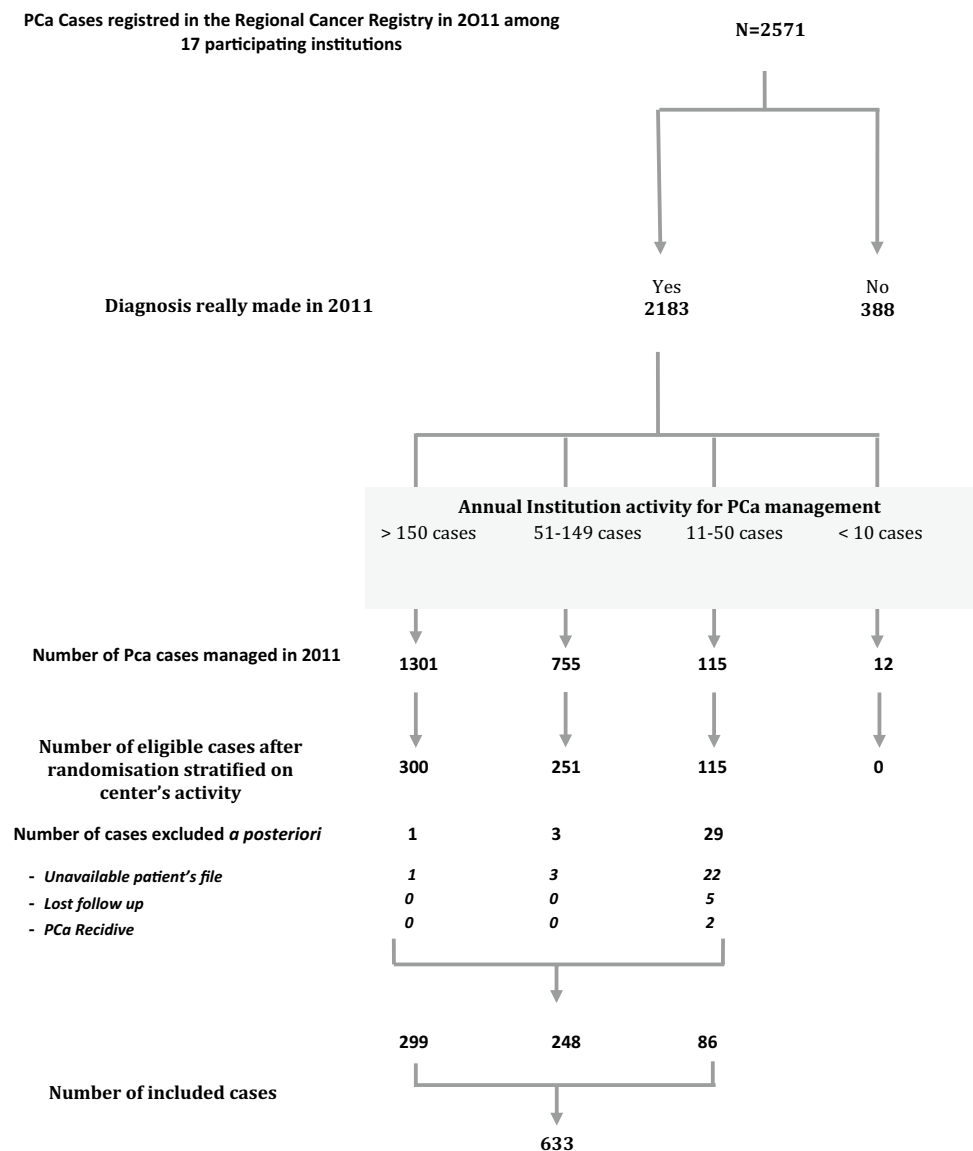 PCa Cases registred in the Regional Cancer Registry in 2O11 among
17 participating institutions
N=2571
Yes No
Diagnosis really made in 2011 2183 388
Annual Institution activity for PCa management
> 150 cases 51-149 cases 11-50 cases < 10 cases
Number of Pca cases managed in 2011 1301 755 115 12
Number of eligible cases after
randomisation stratified on 300 251 115 0
center's activity
Number of cases excluded a posteriori 1 3 29
- Unavailable patient's file 1 3 22
- Lost follow up 0 0 5
- PCa Recidive 0 0 2
299 248 86
Number of included cases
633